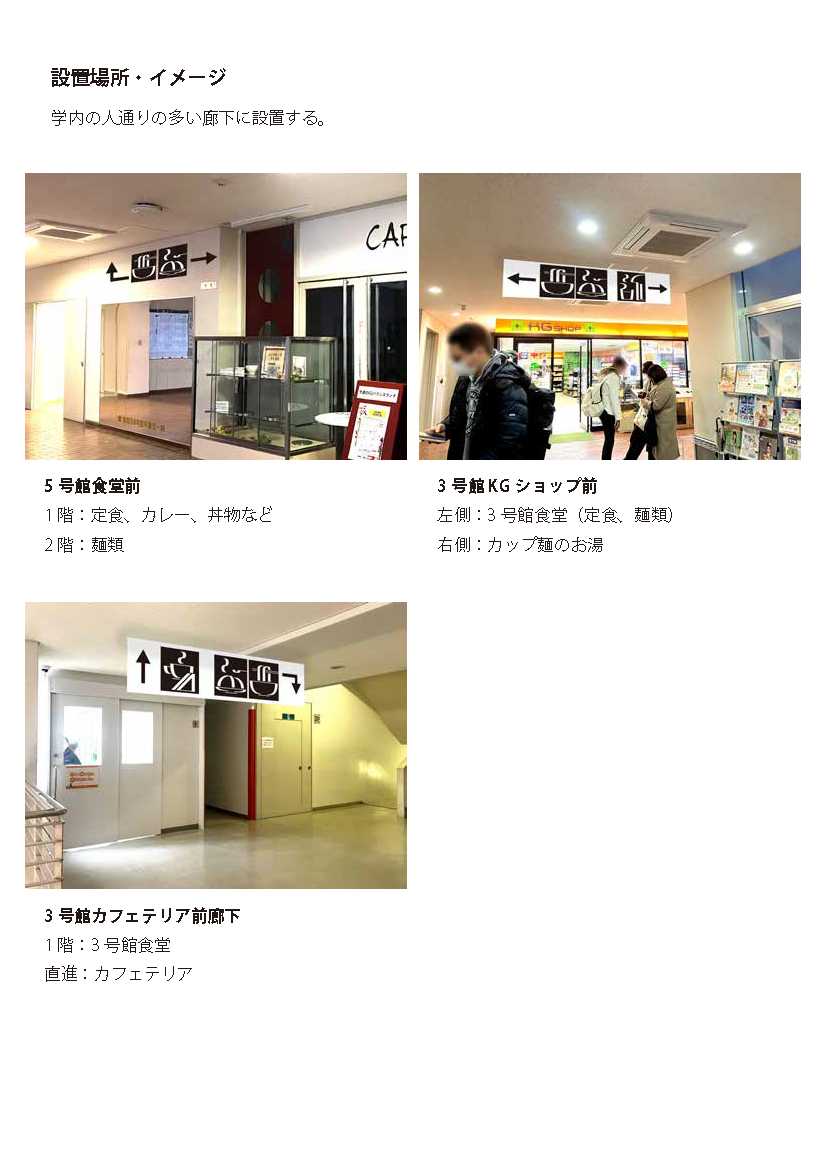 設置場所・イメージ
学内の人通りの多い廊下に設置する。
CAF
KG SHOP
5 号館食堂前
1 階：定食、カレー、丼物など
2 階：麺類
3 号館 KG ショップ前
左側：3 号館食堂（定食、麺類）
右側：カップ麺のお湯
3 号館カフェテリア前廊下
1 階：3 号館食堂
直進：カフェテリア